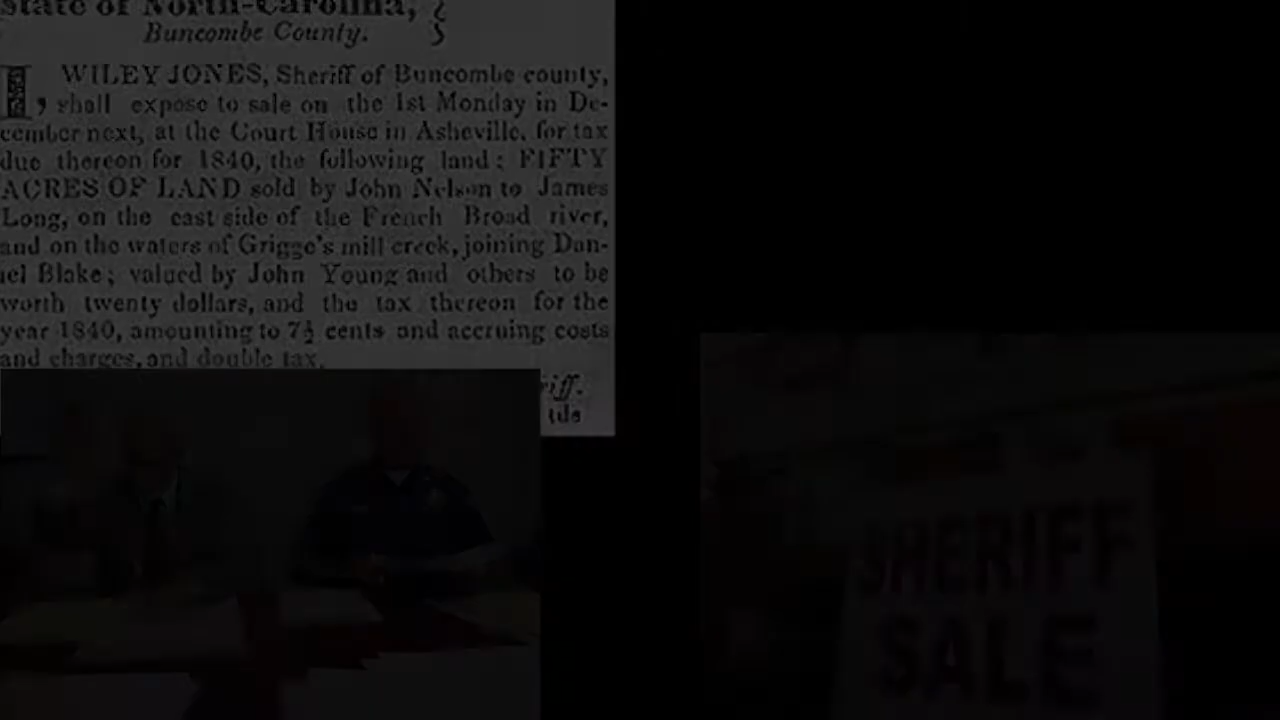 State of North-Carolina,
Buncombe County.
I, WILEY JONES, Sheriff of Buncombe county,
shall expose to sale on the 1st Monday in De-
cember next, at the Court House in Asheville, for tax
due thereon for 1840, the following land: FIFTY
ACRES OF LAND sold by John Nelson to James
Long, on the east side of the French Broad river,
and on the waters of Grigge's mill creek, joining Dan-
iel Blake; valued by John Young and others to be
worth twenty dollars, and the tax thereon for the
year 1840, amounting to 7½ cents and accruing costs
and charges, and double tax.
riff.
tds
SHERIFF
SALE